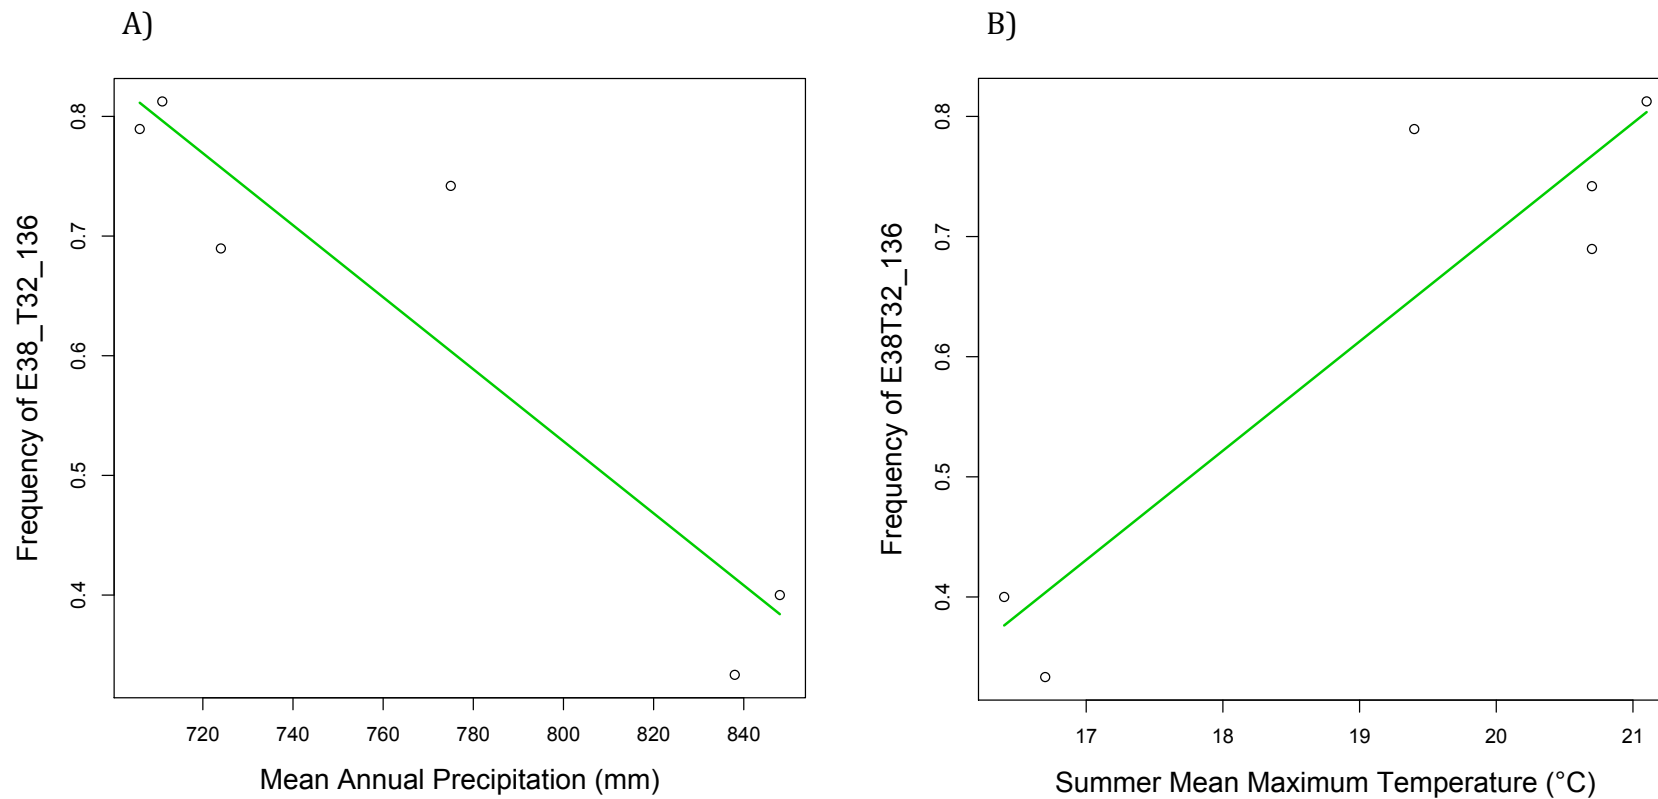 A)
Frequency of E38_T32_136
0.8
0.7
0.6
0.5
0.4
720 740 760 780 800 820 840
Mean Annual Precipitation (mm)
B)
Frequency of E38T32_136
0.8
0.7
0.6
0.5
0.4
17 18 19 20 21
Summer Mean Maximum Temperature (°C)